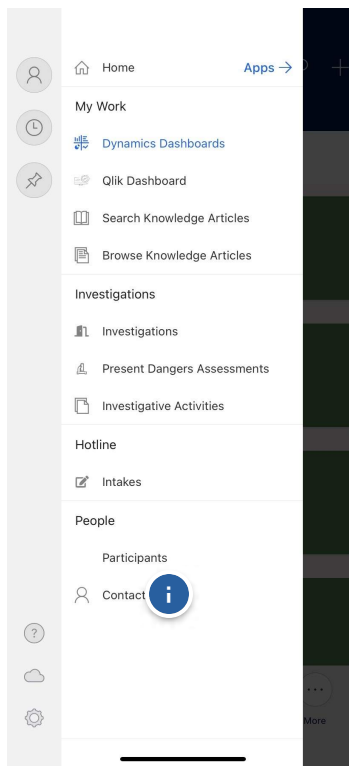 Home
Apps →
My Work
Dynamics Dashboards
Qlik Dashboard
Search Knowledge Articles
Browse Knowledge Articles
Investigations
Investigations
Present Dangers Assessments
Investigative Activities
Hotline
Intakes
People
Participants
Contact
i
?
More